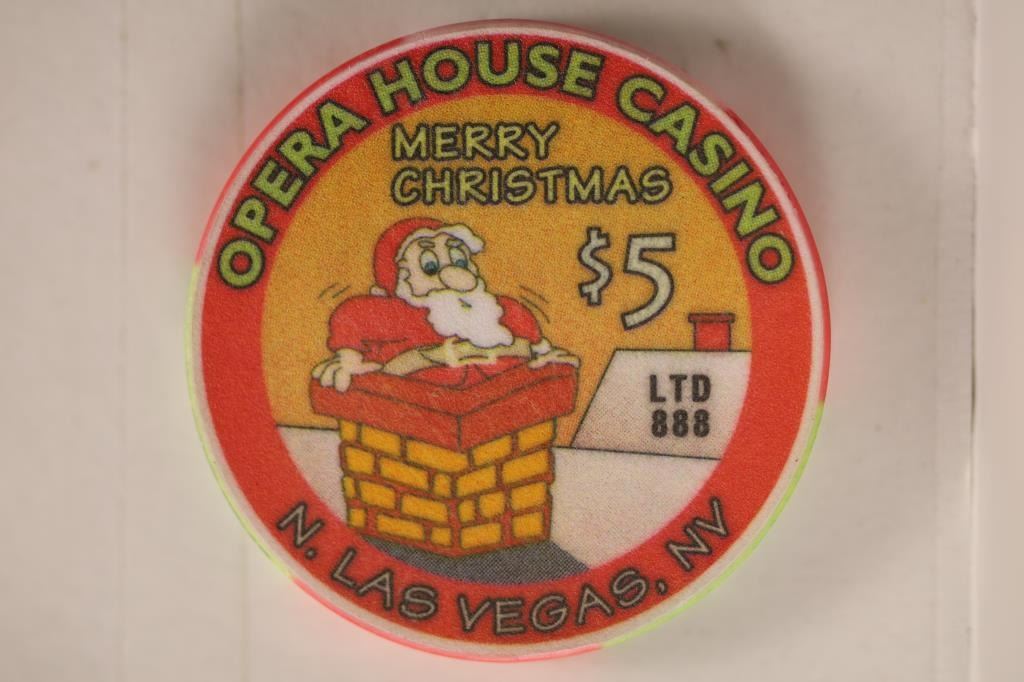 OPERA HOUSE CASINO
MERRY
CHRISTMAS
$5
LTD
888
N. LAS VEGAS, NV